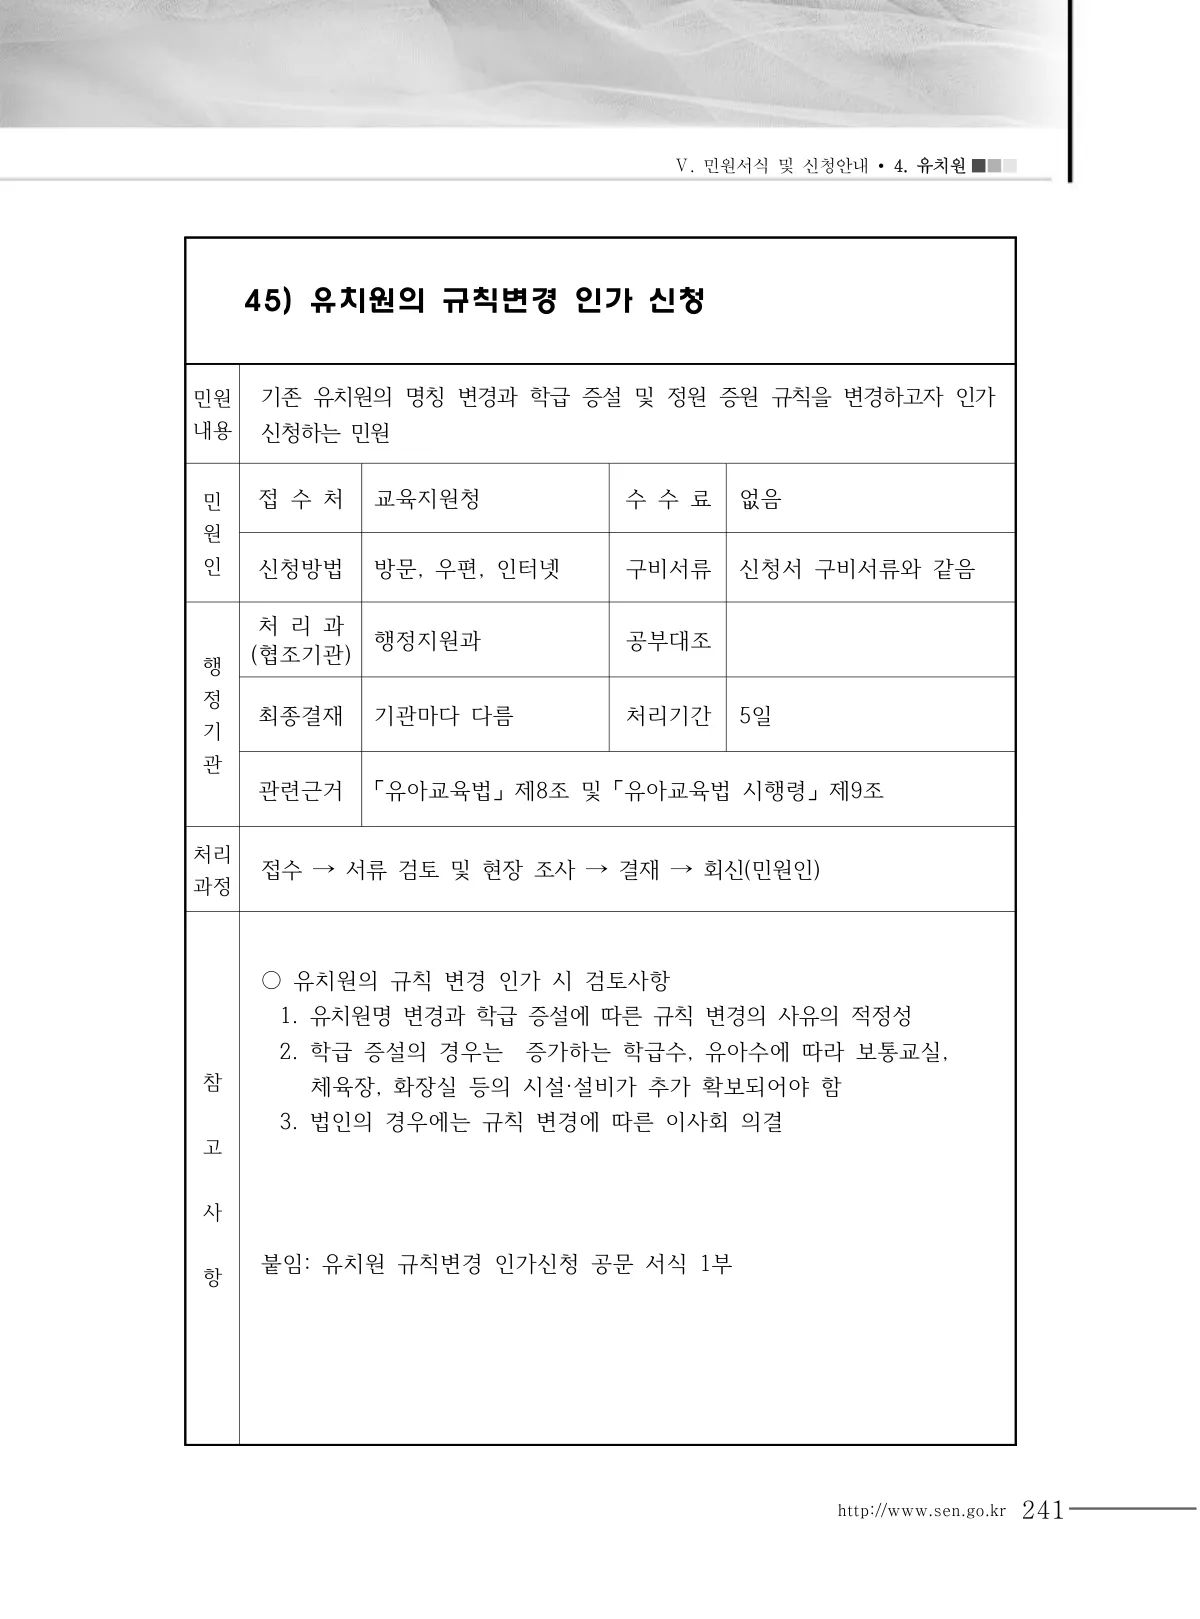 V. 민원서식 및 신청안내 • 4. 유치원
45) 유치원의 규칙변경 인가 신청
민원
내용
기존 유치원의 명칭 변경과 학급 증설 및 정원 증원 규칙을 변경하고자 인가
신청하는 민원
민
원
인
접 수 처
교육지원청
수 수 료
없음
신청방법
방문, 우편, 인터넷
구비서류
신청서 구비서류와 같음
행
정
기
관
처 리 과
(협조기관)
행정지원과
공부대조
최종결재
기관마다 다름
처리기간
5일
관련근거
「유아교육법」제8조 및「유아교육법 시행령」제9조
처리
과정
접수 → 서류 검토 및 현장 조사 → 결재 → 회신(민원인)
참
고
사
항
○ 유치원의 규칙 변경 인가 시 검토사항
1. 유치원명 변경과 학급 증설에 따른 규칙 변경의 사유의 적정성
2. 학급 증설의 경우는 증가하는 학급수, 유아수에 따라 보통교실,
체육장, 화장실 등의 시설·설비가 추가 확보되어야 함
3. 법인의 경우에는 규칙 변경에 따른 이사회 의결
붙임: 유치원 규칙변경 인가신청 공문 서식 1부
http://www.sen.go.kr 241